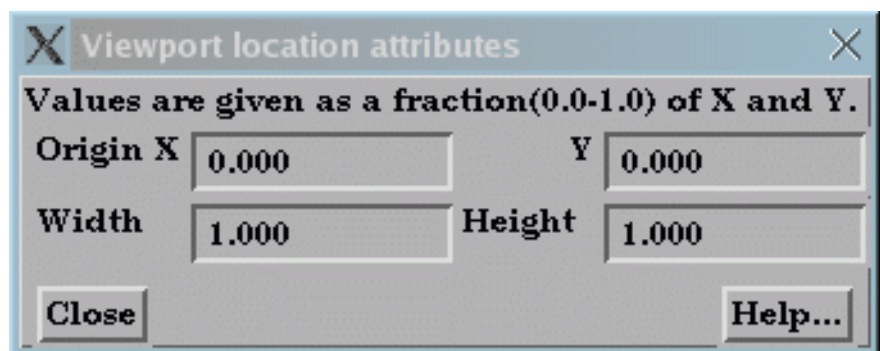 Viewport location attributes
Values are given as a fraction(0.0-1.0) of X and Y.
Origin X 0.000 Y 0.000
Width 1.000 Height 1.000
Close Help...